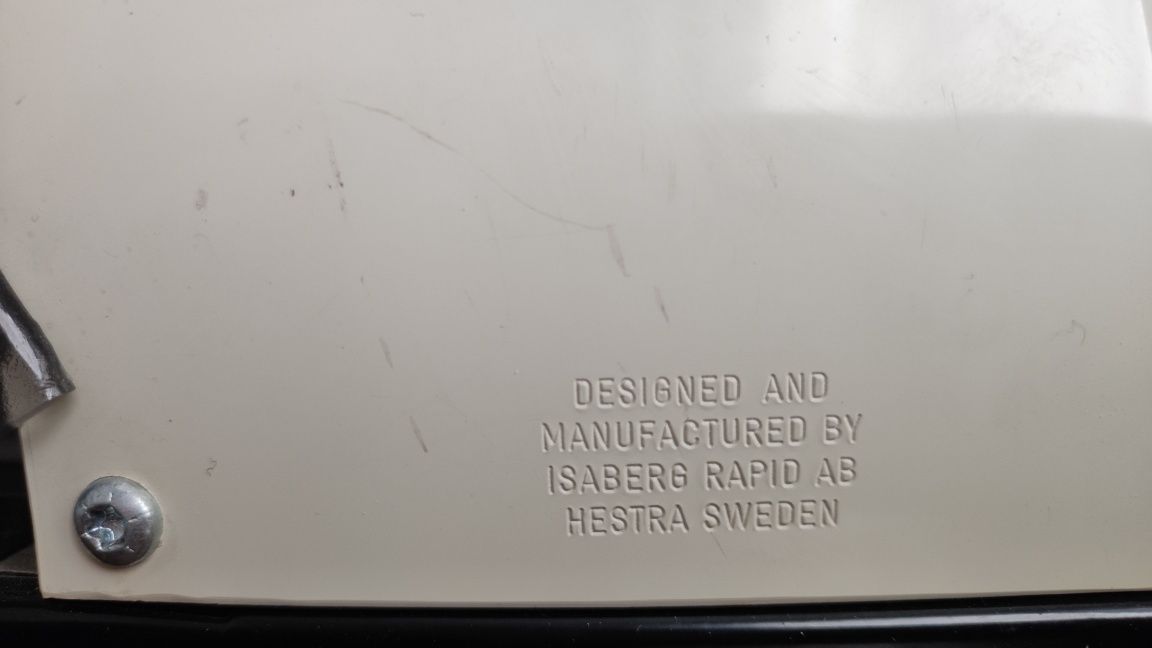 DESIGNED AND
MANUFACTURED BY
ISABERG RAPID AB
HESTRA SWEDEN